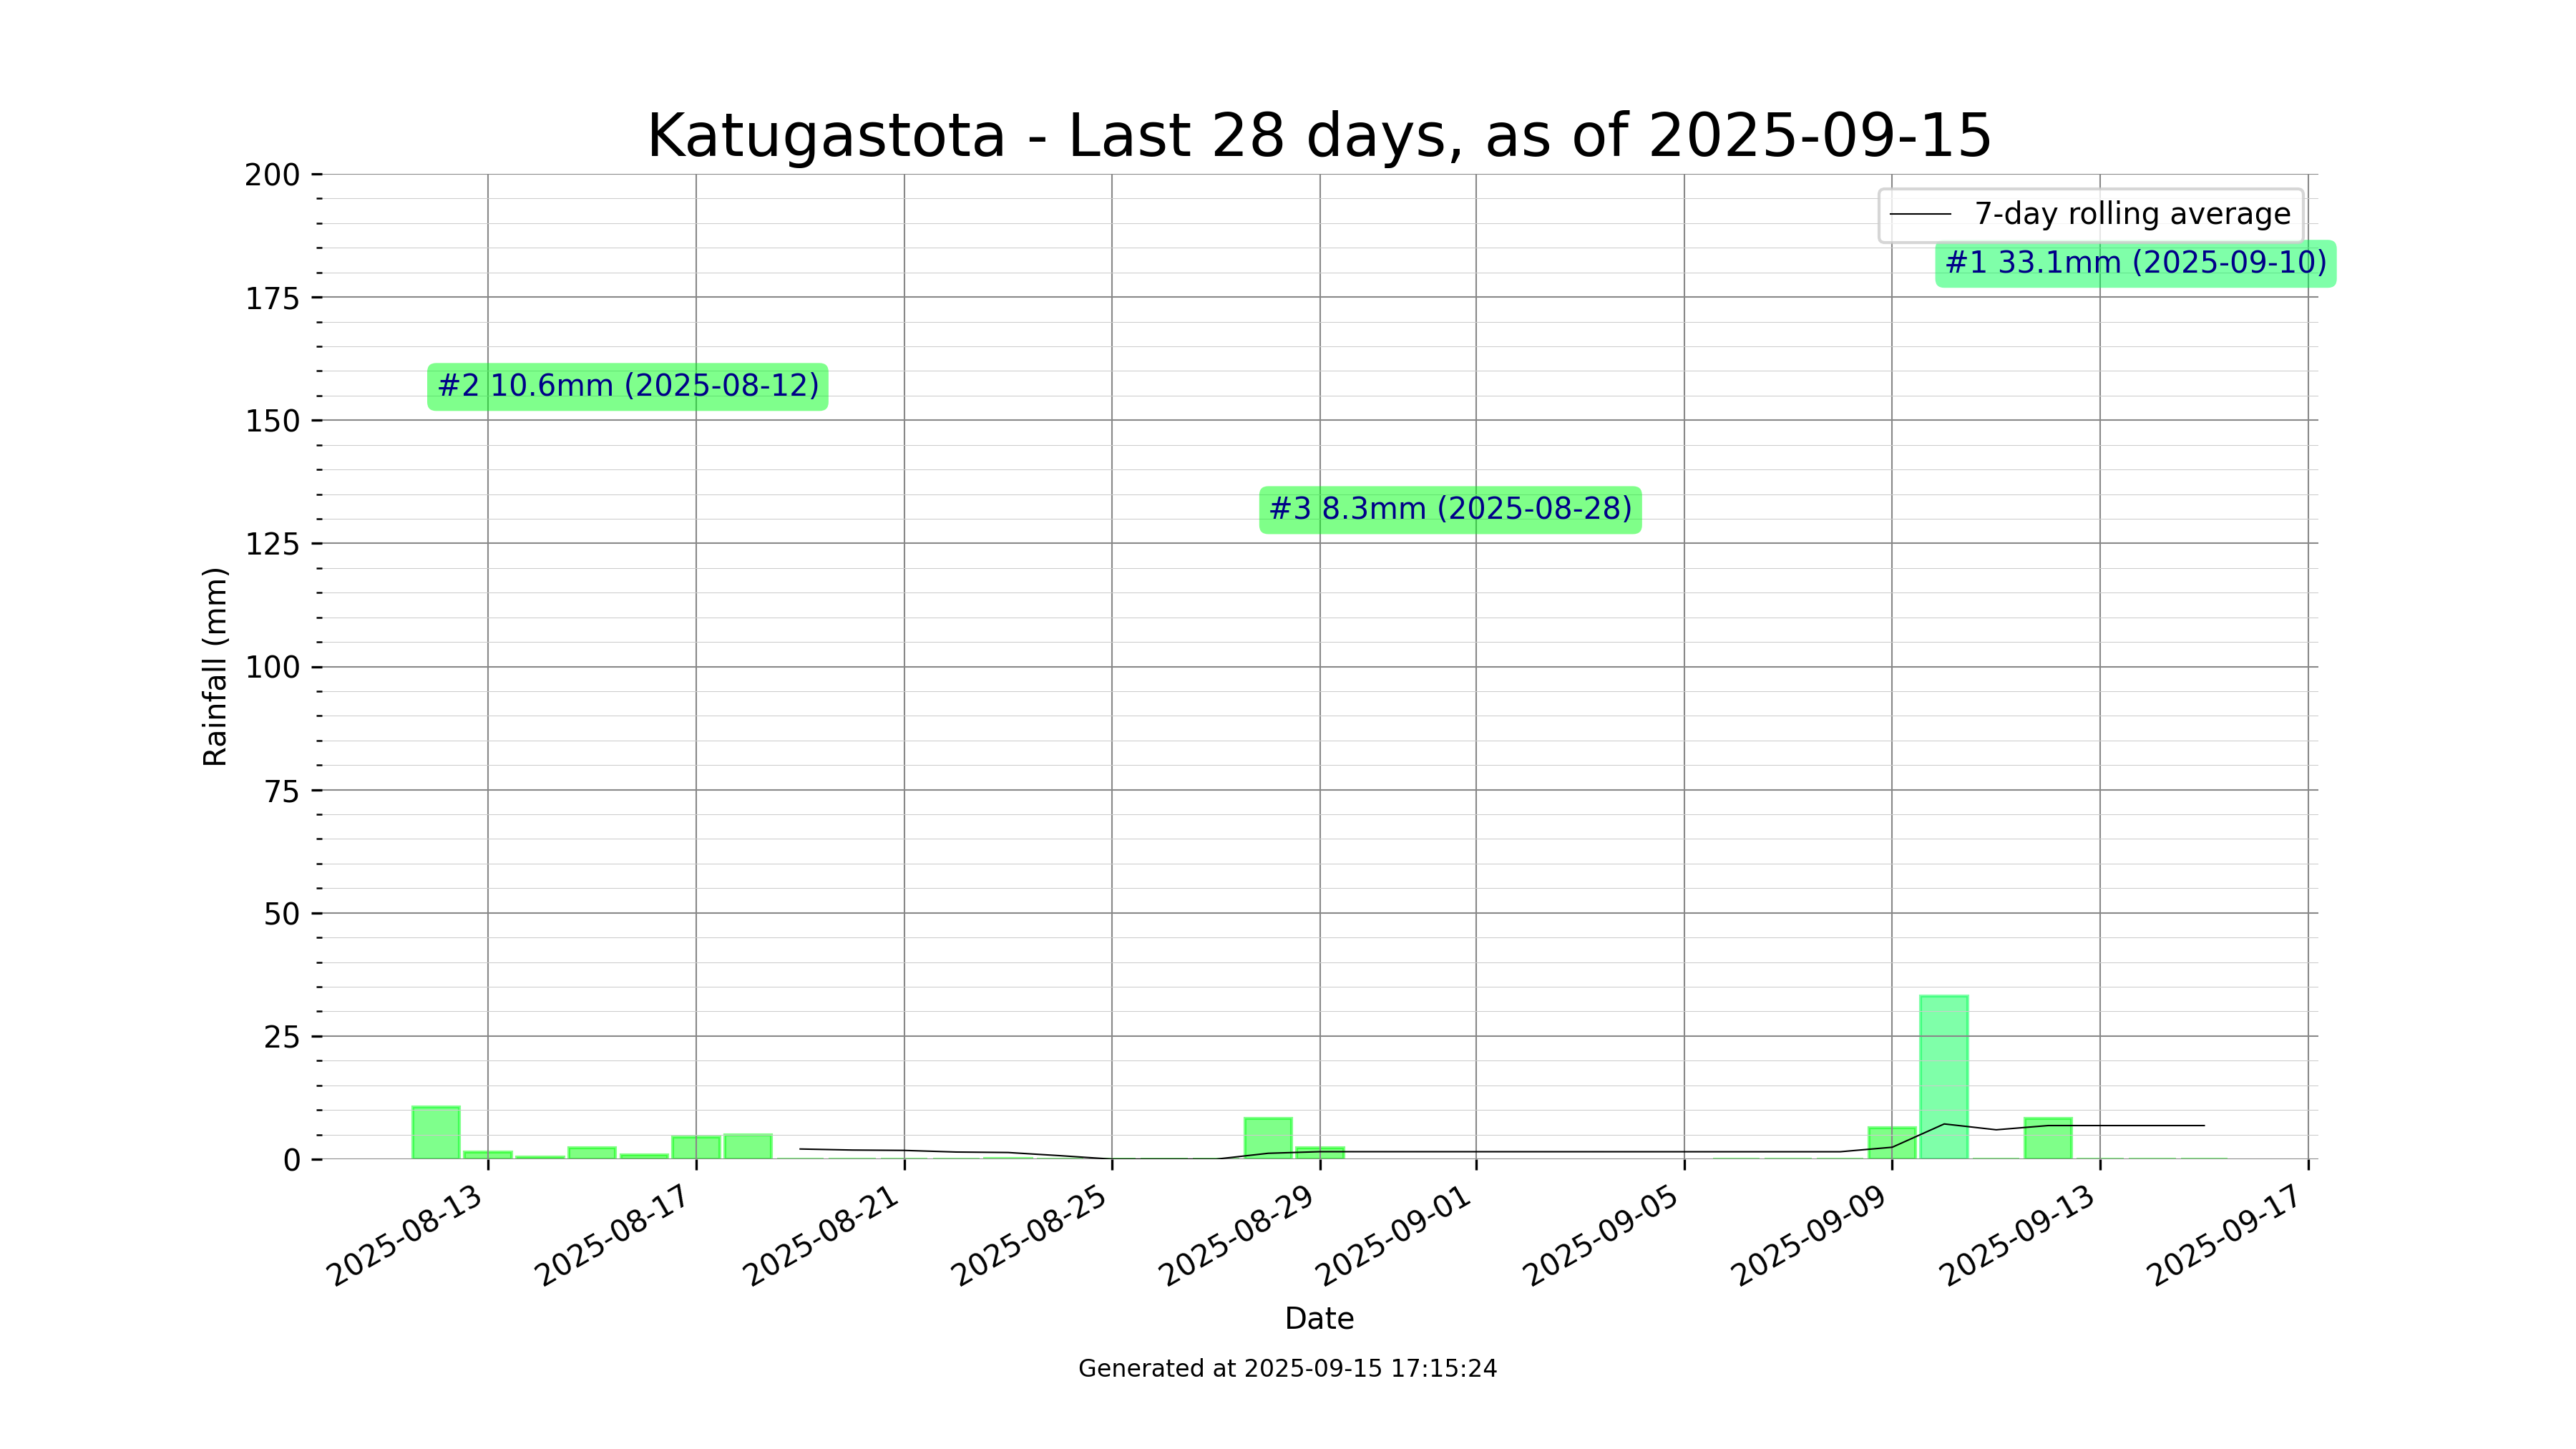 Katugastota - Last 28 days, as of 2025-09-15
200
175
150
125
100
75
50
25
0
Rainfall (mm)
7-day rolling average
#1 33.1mm (2025-09-10)
#2 10.6mm (2025-08-12)
#3 8.3mm (2025-08-28)
2025-08-13
2025-08-17
2025-08-21
2025-08-25
2025-08-29
2025-09-01
2025-09-05
2025-09-09
2025-09-13
2025-09-17
Date
Generated at 2025-09-15 17:15:24